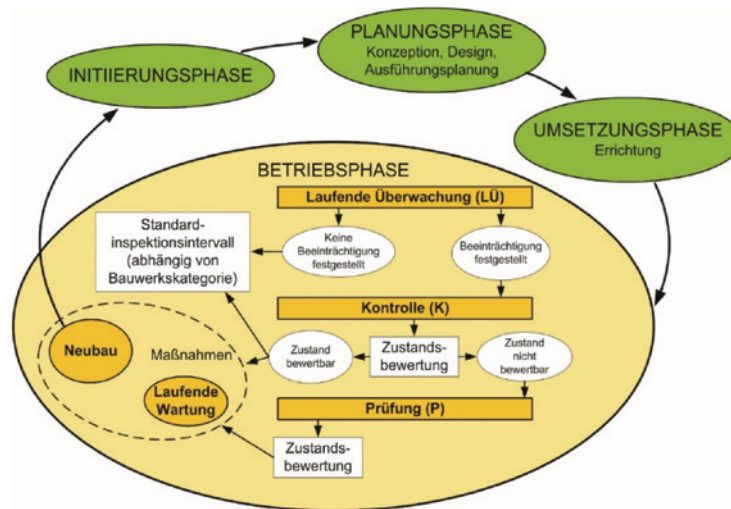 PLANUNGSPHASE
Konzeption, Design,
Ausführungsplanung
INITIIERUNGSPHASE
UMSETZUNGSPHASE
Errichtung
BETRIEBSPHASE
Laufende Überwachung (LÜ)
Standard-
inspektionsintervall
(abhängig von
Bauwerkskategorie)
Keine
Beeinträchtigung
festgestellt
Beeinträchtigung
festgestellt
Kontrolle (K)
Neubau
Maßnahmen
Zustand
bewertbar
Zustands-
bewertung
Zustand
nicht
bewertbar
Laufende
Wartung
Prüfung (P)
Zustands-
bewertung